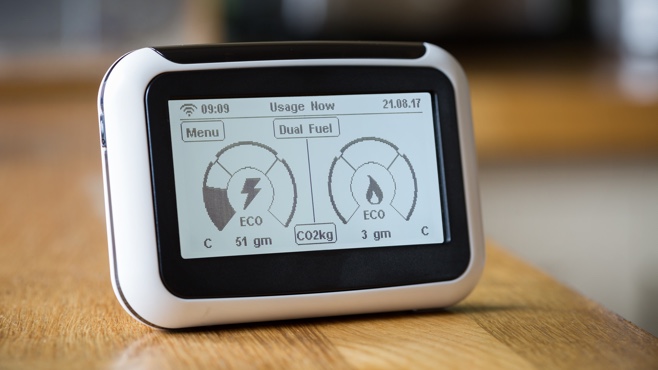 09:09 Usage Now 21.08.17
Menu Dual Fuel
ECO ECO
C 51 gm CO2kg 3 gm C